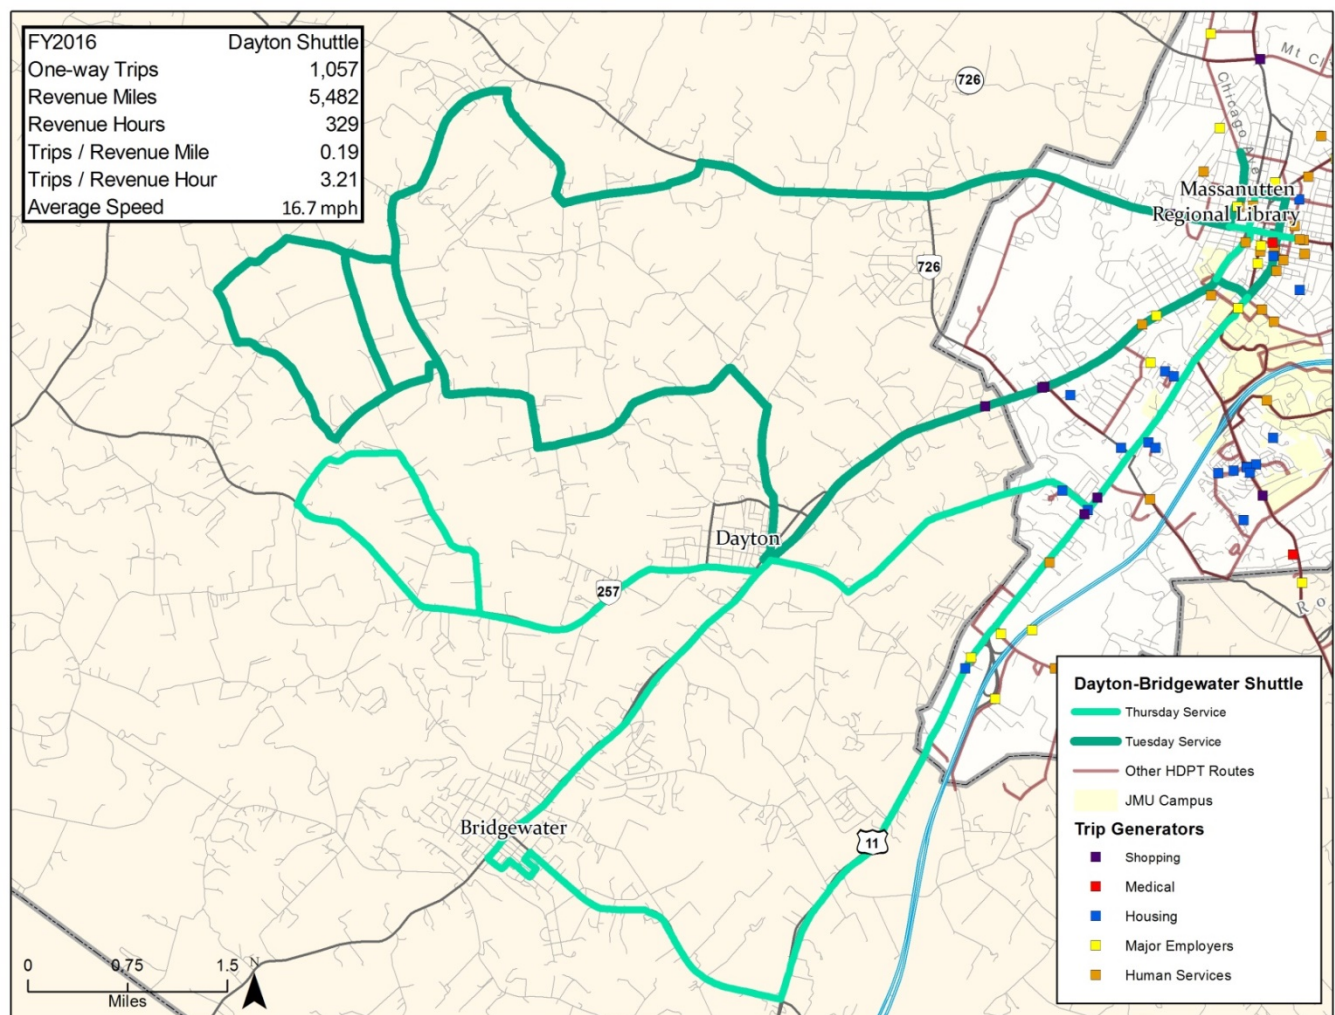 FY2016 Dayton Shuttle
One-way Trips 1,057
Revenue Miles 5,482
Revenue Hours 329
Trips / Revenue Mile 0.19
Trips / Revenue Hour 3.21
Average Speed 16.7 mph
726
Mt Cl
Chicago Ave
Massanutten
Regional Library
726
Dayton
257
Ro
Bridgewater
11
Dayton-Bridgewater Shuttle
Thursday Service
Tuesday Service
Other HDPT Routes
JMU Campus
Trip Generators
Shopping
Medical
Housing
Major Employers
Human Services
0 0.75 1.5
Miles
N